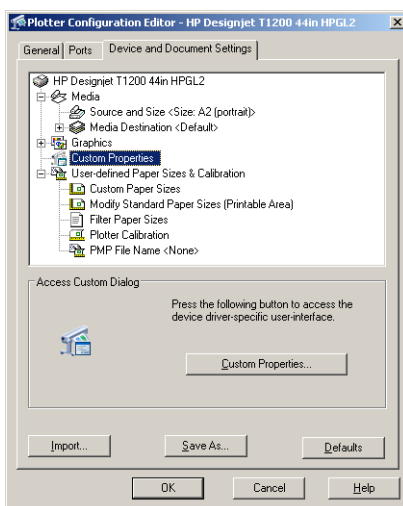 Plotter Configuration Editor - HP Designjet T1200 44in HPGL2
General Ports Device and Document Settings
HP Designjet T1200 44in HPGL2
Media
Source and Size <Size: A2 (portrait)>
Media Destination <Default>
Graphics
Custom Properties
User-defined Paper Sizes & Calibration
Custom Paper Sizes
Modify Standard Paper Sizes (Printable Area)
Filter Paper Sizes
Plotter Calibration
PMP File Name <None>
Access Custom Dialog
Press the following button to access the
device driver-specific user-interface.
Custom Properties...
Import... Save As... Defaults
OK Cancel Help